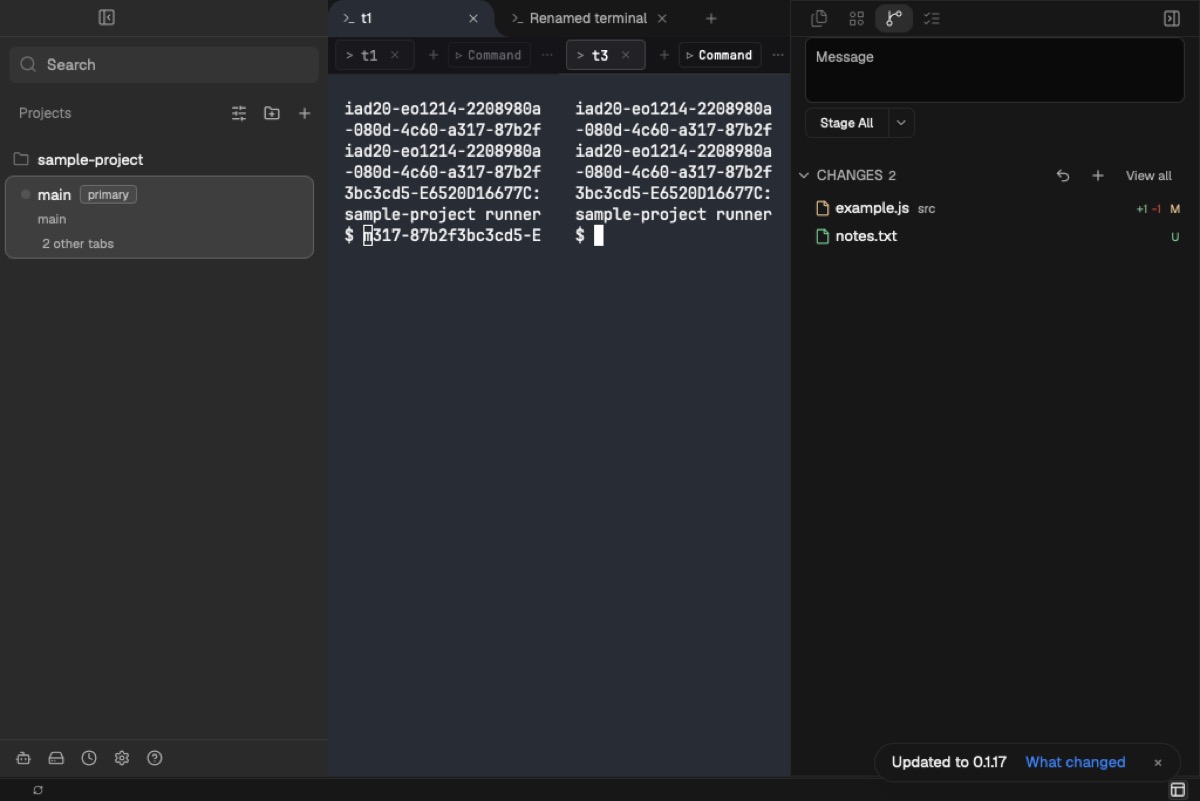 >_ t1 × >_ Renamed terminal × +
Search
> t1 × + ▷ Command ··· > t3 × + ▷ Command ···
Message
Projects
Stage All
iad20-eo1214-2208980a
-080d-4c60-a317-87b2f
iad20-eo1214-2208980a
-080d-4c60-a317-87b2f
3bc3cd5-E6520D16677C:
sample-project runner
$ m317-87b2f3bc3cd5-E
iad20-eo1214-2208980a
-080d-4c60-a317-87b2f
iad20-eo1214-2208980a
-080d-4c60-a317-87b2f
3bc3cd5-E6520D16677C:
sample-project runner
$
sample-project
main primary
main
2 other tabs
CHANGES 2 View all
example.js src +1 -1 M
notes.txt U
Updated to 0.1.17 What changed ×